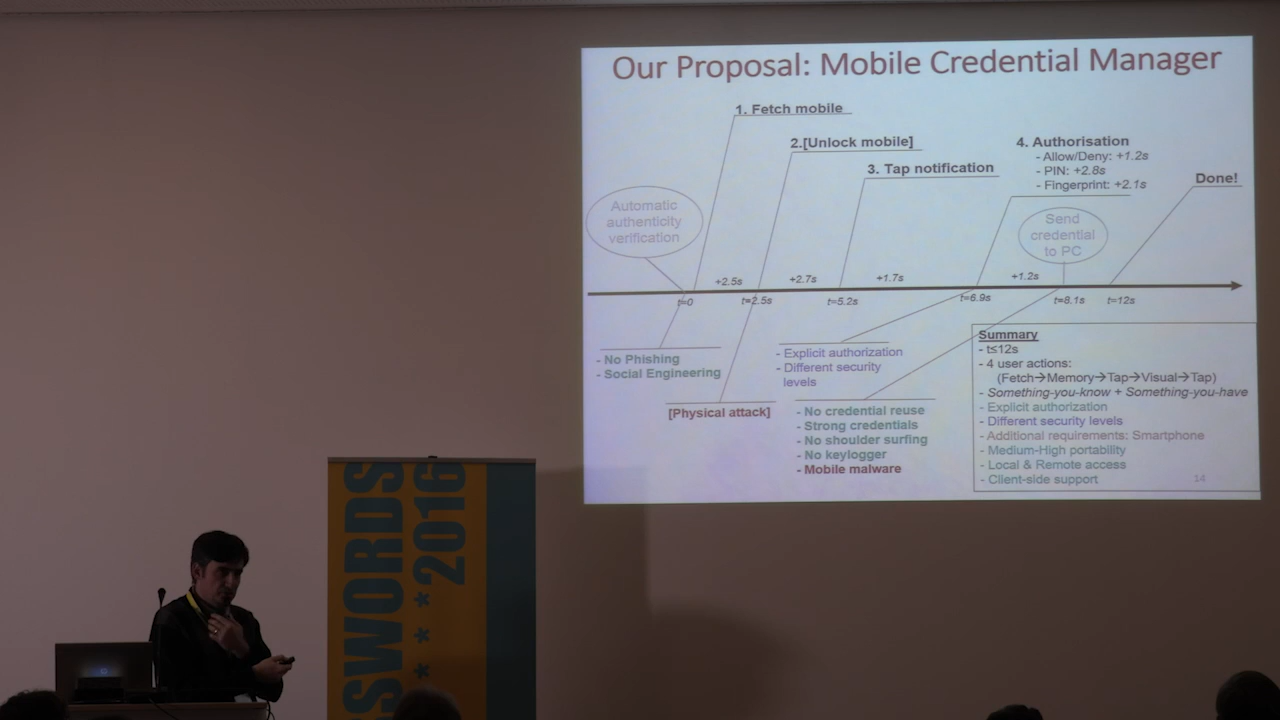 Our Proposal: Mobile Credential Manager
1. Fetch mobile
2.[Unlock mobile]
3. Tap notification
4. Authorisation
- Allow/Deny: +1.2s
- PIN: +2.8s
- Fingerprint: +2.1s
Done!
Automatic
authenticity
verification
Send
credential
to PC
+2.5s
+2.7s
+1.7s
+1.2s
t=0
t=2.5s
t=5.2s
t=6.9s
t=8.1s
t=12s
- No Phishing
- Social Engineering
[Physical attack]
- Explicit authorization
- Different security
levels
- No credential reuse
- Strong credentials
- No shoulder surfing
- No keylogger
- Mobile malware
Summary
- t≤12s
- 4 user actions:
(Fetch→Memory→Tap→Visual→Tap)
- Something-you-know + Something-you-have
- Explicit authorization
- Different security levels
- Additional requirements: Smartphone
- Medium-High portability
- Local & Remote access
- Client-side support
14
SSWORDS
* * * *2016